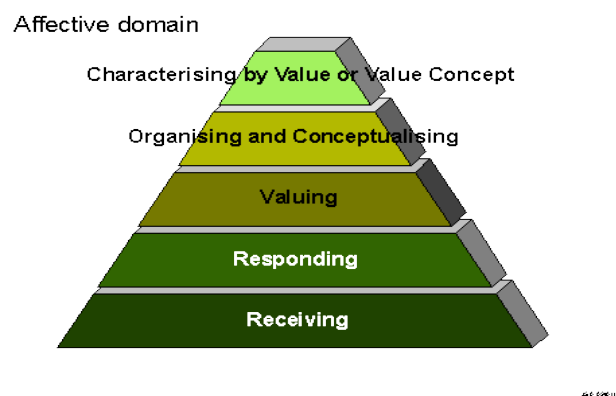 Affective domain
Characterising by Value or Value Concept
Organising and Conceptualising
Valuing
Responding
Receiving